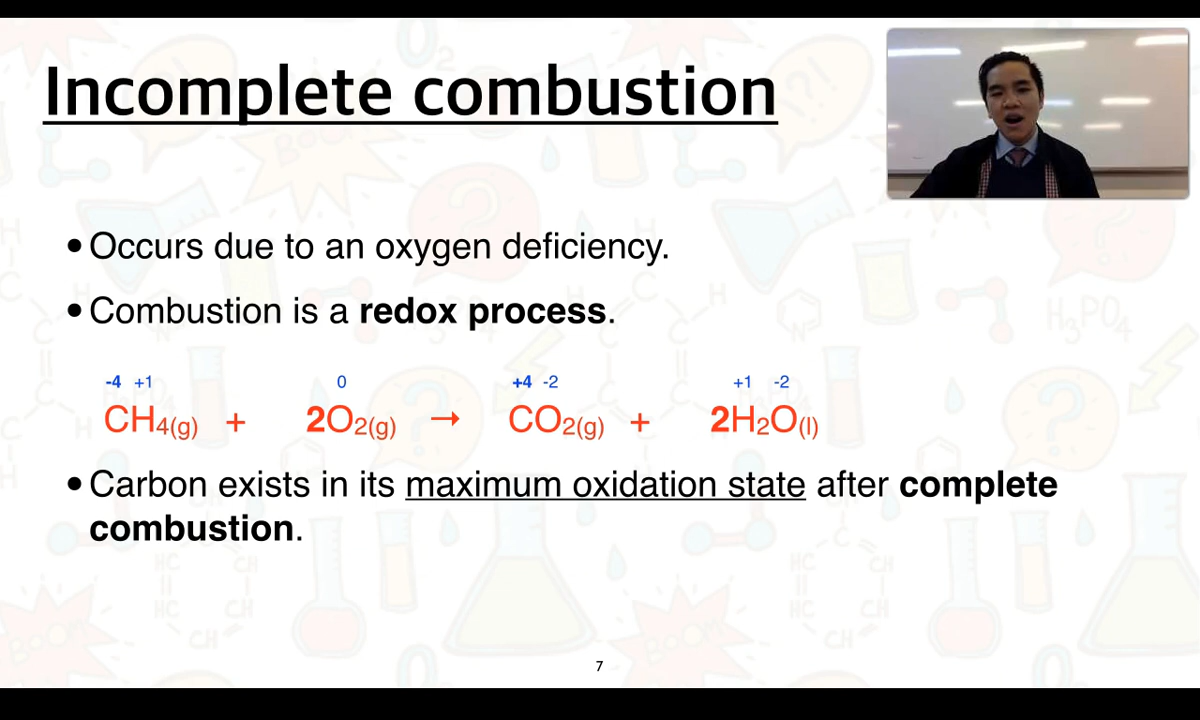 Incomplete combustion
• Occurs due to an oxygen deficiency.
• Combustion is a redox process.
-4 +1 0 +4 -2 +1 -2
CH4(g) + 2O2(g) → CO2(g) + 2H2O(l)
• Carbon exists in its maximum oxidation state after complete
combustion.
7